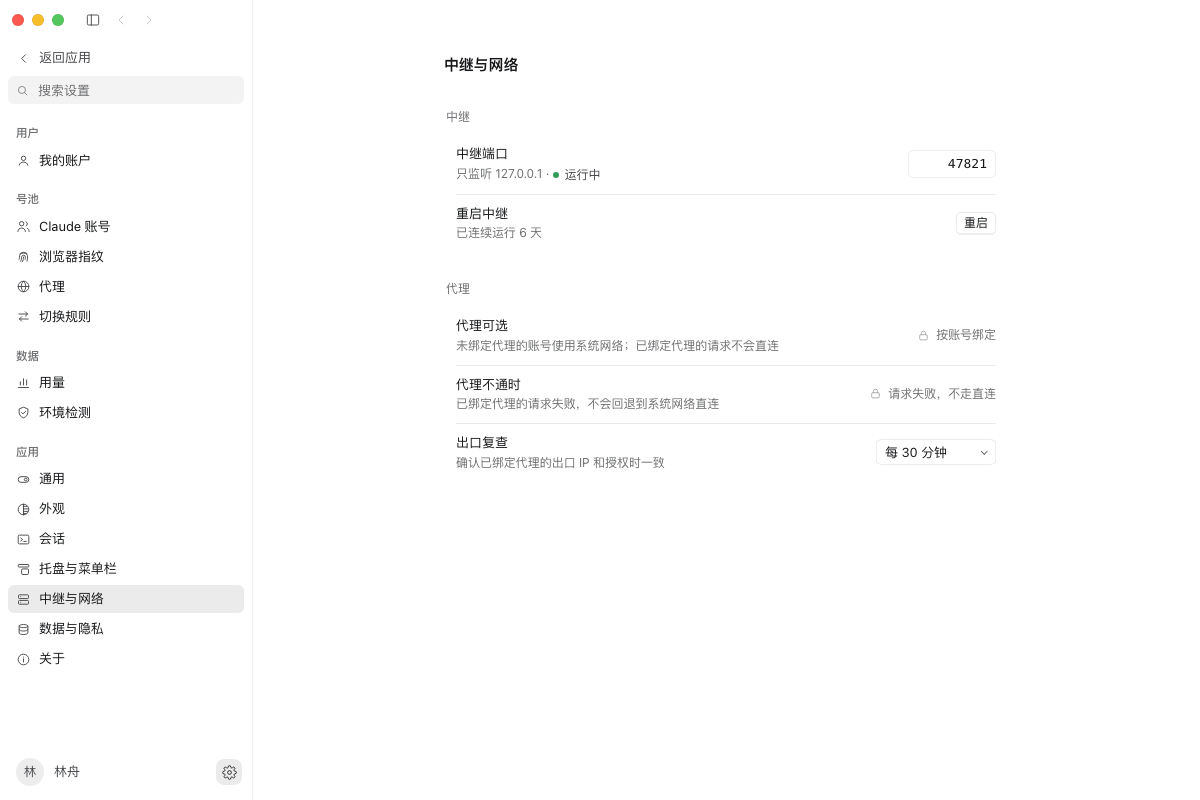 返回应用
搜索设置
用户
我的账户
号池
Claude 账号
浏览器指纹
代理
切换规则
数据
用量
环境检测
应用
通用
外观
会话
托盘与菜单栏
中继与网络
数据与隐私
关于
林 林舟
中继与网络
中继
中继端口
只监听 127.0.0.1 · 运行中
47821
重启中继
已连续运行 6 天
重启
代理
代理可选
未绑定代理的账号使用系统网络；已绑定代理的请求不会直连
按账号绑定
代理不通时
已绑定代理的请求失败，不会回退到系统网络直连
请求失败，不走直连
出口复查
确认已绑定代理的出口 IP 和授权时一致
每 30 分钟